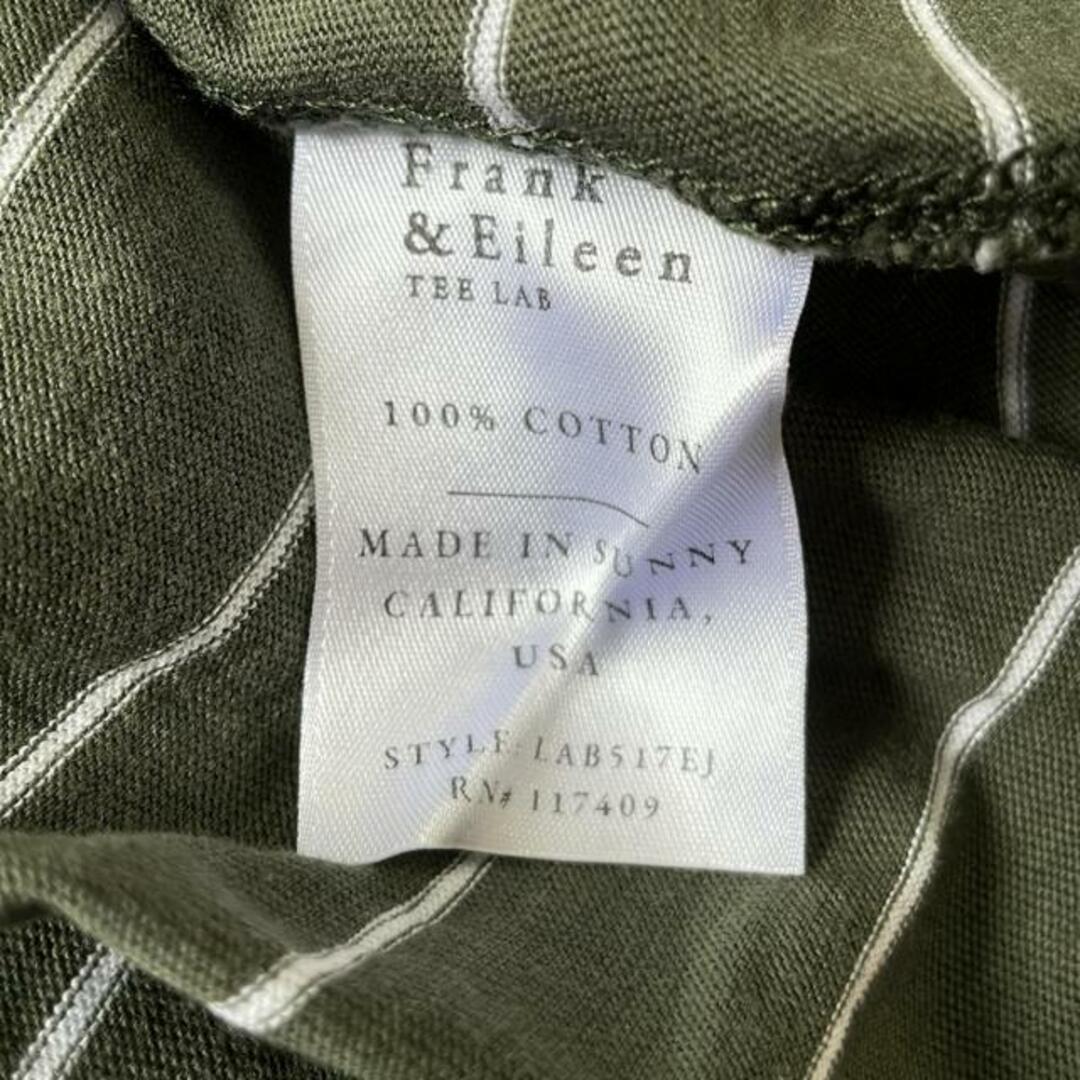 Frank
&Eileen
TEE LAB
100% COTTON
MADE IN SUNNY
CALIFORNIA,
USA
STYLE: LAB517EJ
RN# 117409